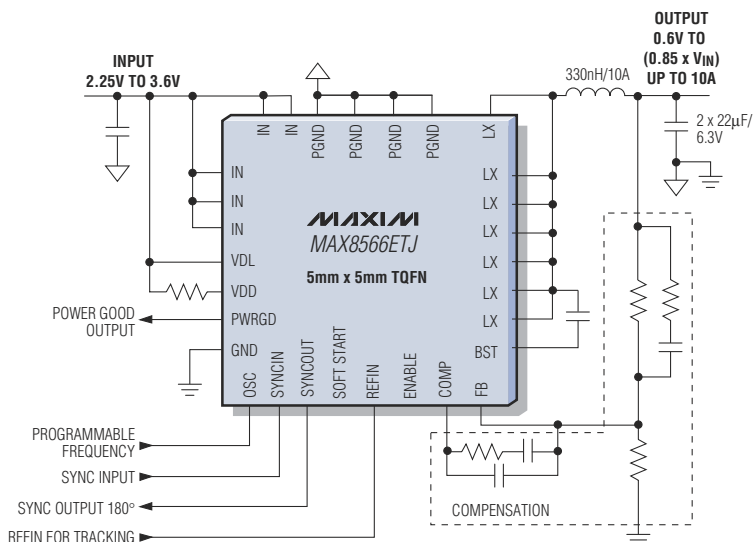 INPUT
2.25V TO 3.6V
OUTPUT
0.6V TO
(0.85 x VIN)
UP TO 10A
330nH/10A
2 x 22µF/
6.3V
IN
IN
PGND
PGND
PGND
PGND
LX
IN
IN
IN
VDL
VDD
PWRGD
GND
MAXIM
MAX8566ETJ
5mm x 5mm TQFN
LX
LX
LX
LX
LX
LX
BST
OSC
SYNCIN
SYNCOUT
SOFT START
REFIN
ENABLE
COMP
FB
POWER GOOD
OUTPUT
PROGRAMMABLE
FREQUENCY
SYNC INPUT
SYNC OUTPUT 180°
REFIN FOR TRACKING
COMPENSATION